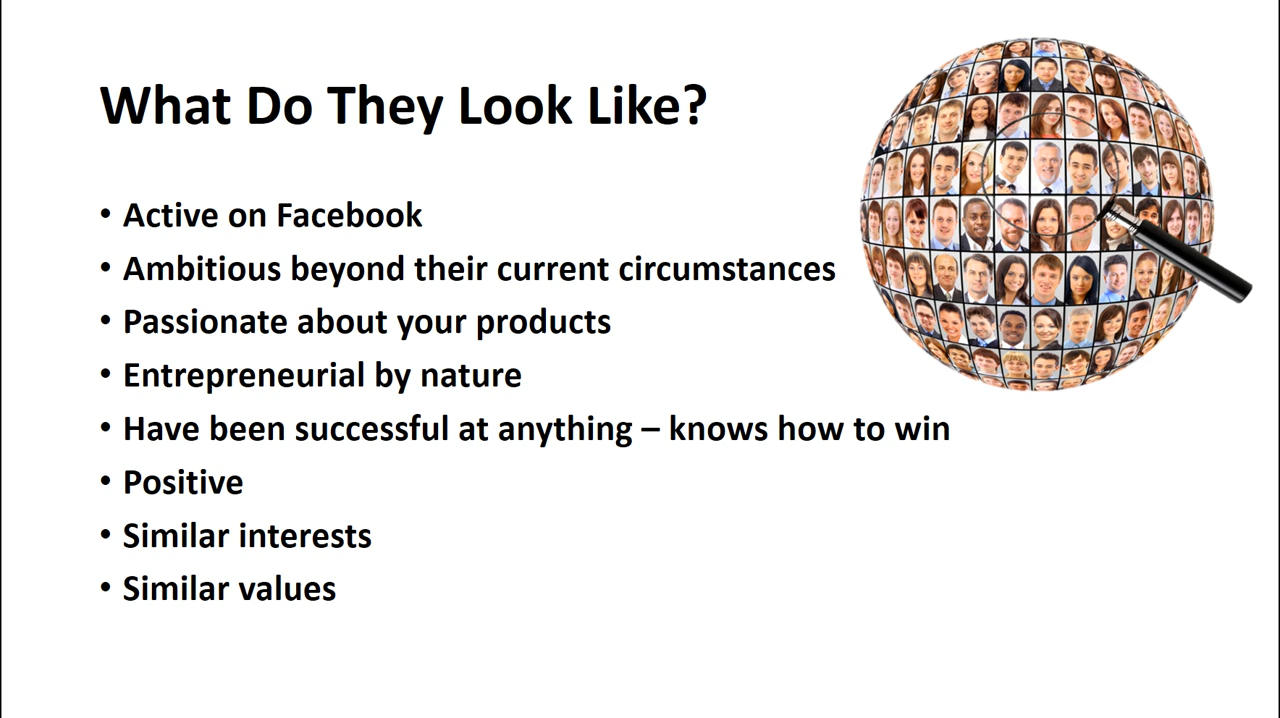 What Do They Look Like?
• Active on Facebook
• Ambitious beyond their current circumstances
• Passionate about your products
• Entrepreneurial by nature
• Have been successful at anything – knows how to win
• Positive
• Similar interests
• Similar values